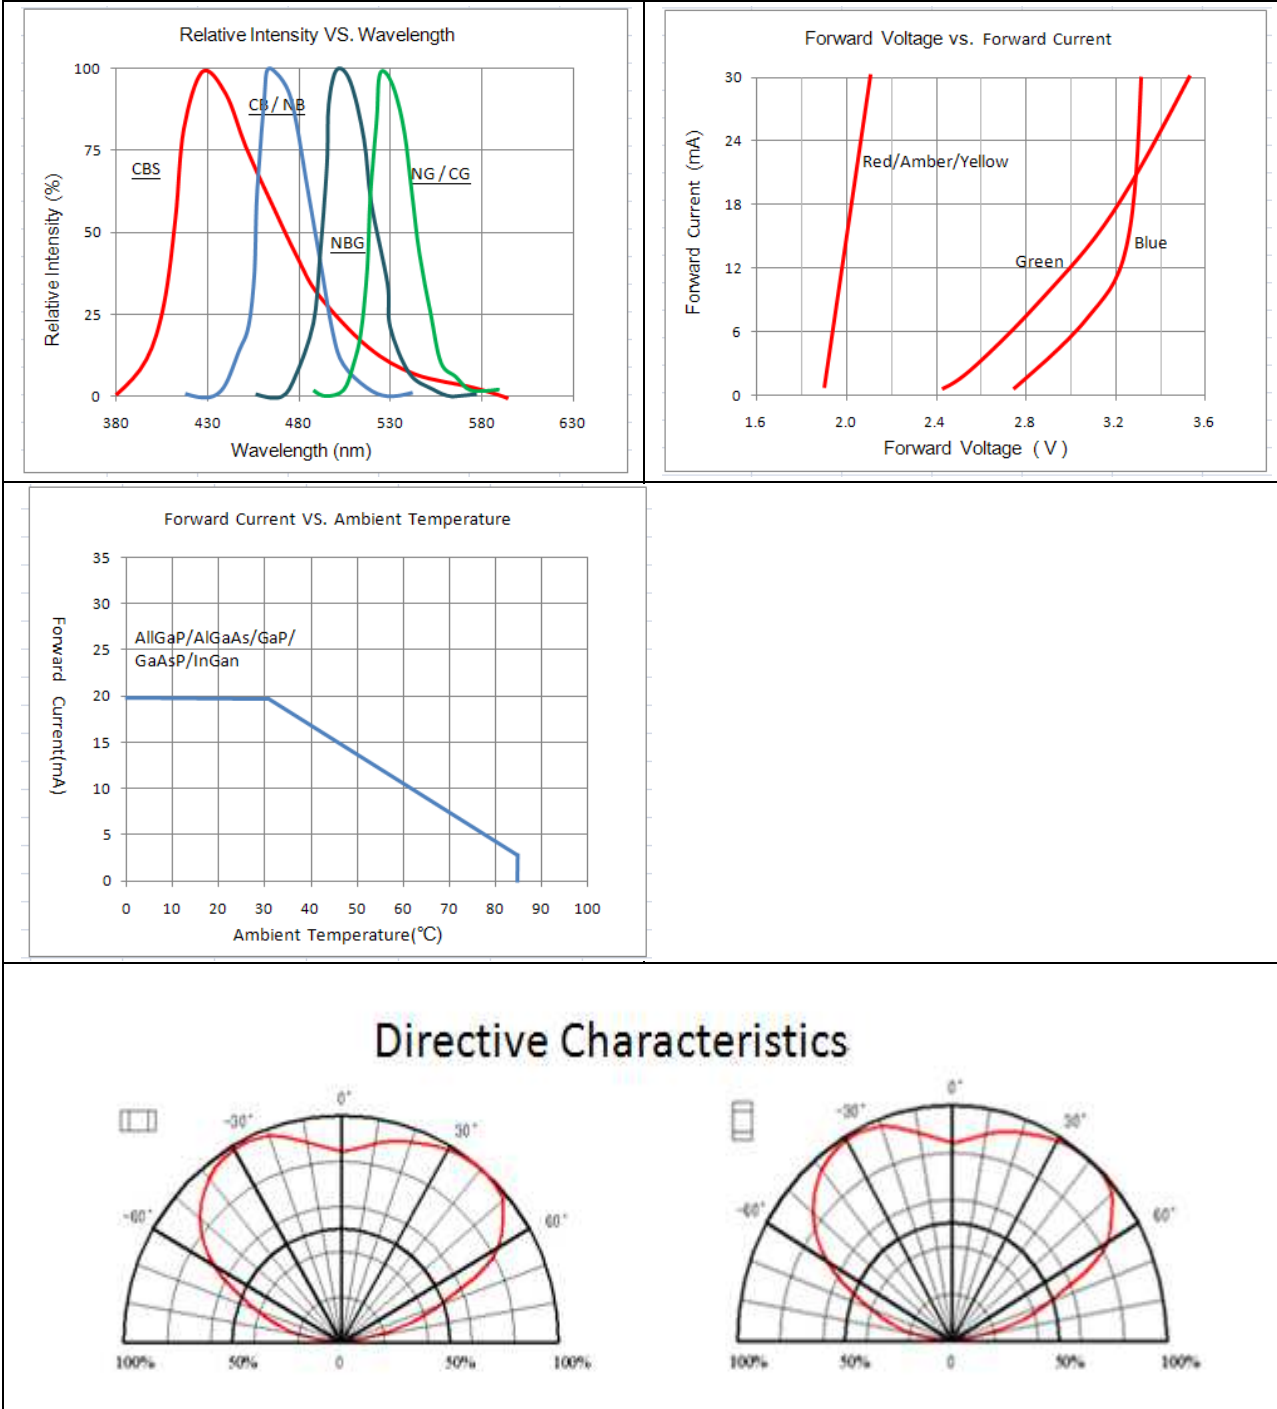 Relative Intensity VS. Wavelength
Relative Intensity (%)
100
75
50
25
0
CBS
CB / NB
NBG
NG / CG
380 430 480 530 580 630
Wavelength (nm)
Forward Voltage vs. Forward Current
Forward Current (mA)
30
24
18
12
6
0
Red/Amber/Yellow
Green
Blue
1.6 2.0 2.4 2.8 3.2 3.6
Forward Voltage ( V )
Forward Current VS. Ambient Temperature
Forward Current(mA)
35
30
25
20
15
10
5
0
AllGaP/AlGaAs/GaP/
GaAsP/InGan
0 10 20 30 40 50 60 70 80 90 100
Ambient Temperature(℃)
Directive Characteristics
0°
-30° 30°
-60° 60°
100% 50% 0 50% 100%
0°
-30° 30°
-60° 60°
100% 50% 0 50% 100%